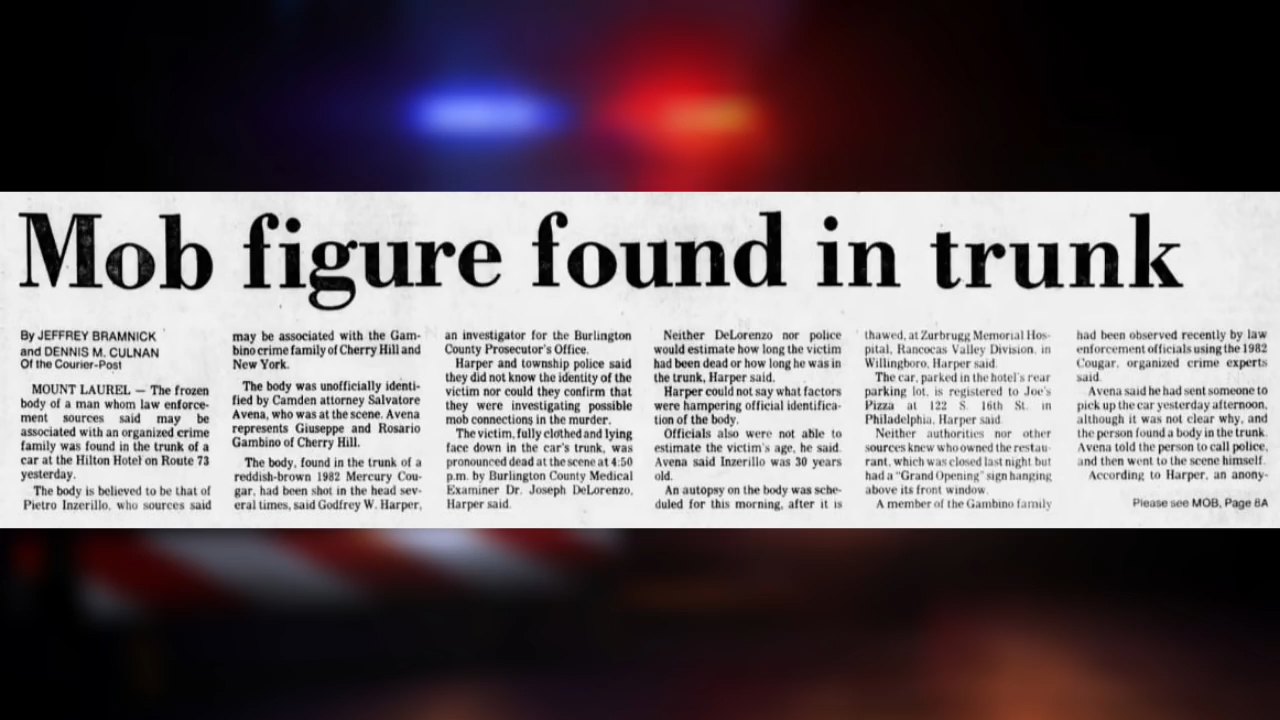 Mob figure found in trunk
By JEFFREY BRAMNICK
and DENNIS M. CULNAN
Of the Courier-Post
MOUNT LAUREL — The frozen
body of a man whom law enforce-
ment sources said may be
associated with an organized crime
family was found in the trunk of a
car at the Hilton Hotel on Route 73
yesterday.
The body is believed to be that of
Pietro Inzerillo, who sources said
may be associated with the Gam-
bino crime family of Cherry Hill and
New York.
The body was unofficially identi-
fied by Camden attorney Salvatore
Avena, who was at the scene. Avena
represents Giuseppe and Rosario
Gambino of Cherry Hill.
The body, found in the trunk of a
reddish-brown 1982 Mercury Cou-
gar, had been shot in the head sev-
eral times, said Godfrey W. Harper,
an investigator for the Burlington
County Prosecutor's Office.
Harper and township police said
they did not know the identity of the
victim nor could they confirm that
they were investigating possible
mob connections in the murder.
The victim, fully clothed and lying
face down in the car's trunk, was
pronounced dead at the scene at 4:50
p.m. by Burlington County Medical
Examiner Dr. Joseph DeLorenzo,
Harper said.
Neither DeLorenzo nor police
would estimate how long the victim
had been dead or how long he was in
the trunk, Harper said.
Harper could not say what factors
were hampering official identifica-
tion of the body.
Officials also were not able to
estimate the victim's age, he said.
Avena said Inzerillo was 30 years
old.
An autopsy on the body was sche-
duled for this morning, after it is
thawed, at Zurbrugg Memorial Hos-
pital, Rancocas Valley Division, in
Willingboro, Harper said.
The car, parked in the hotel's rear
parking lot, is registered to Joe's
Pizza at 122 S. 16th St. in
Philadelphia, Harper said.
Neither authorities nor other
sources knew who owned the restau-
rant, which was closed last night but
had a "Grand Opening" sign hanging
above its front window.
A member of the Gambino family
had been observed recently by law
enforcement officials using the 1982
Cougar, organized crime experts
said.
Avena said he had sent someone to
pick up the car yesterday afternoon,
although it was not clear why, and
the person found a body in the trunk.
Avena told the person to call police,
and then went to the scene himself.
According to Harper, an anony-
Please see MOB, Page 8A